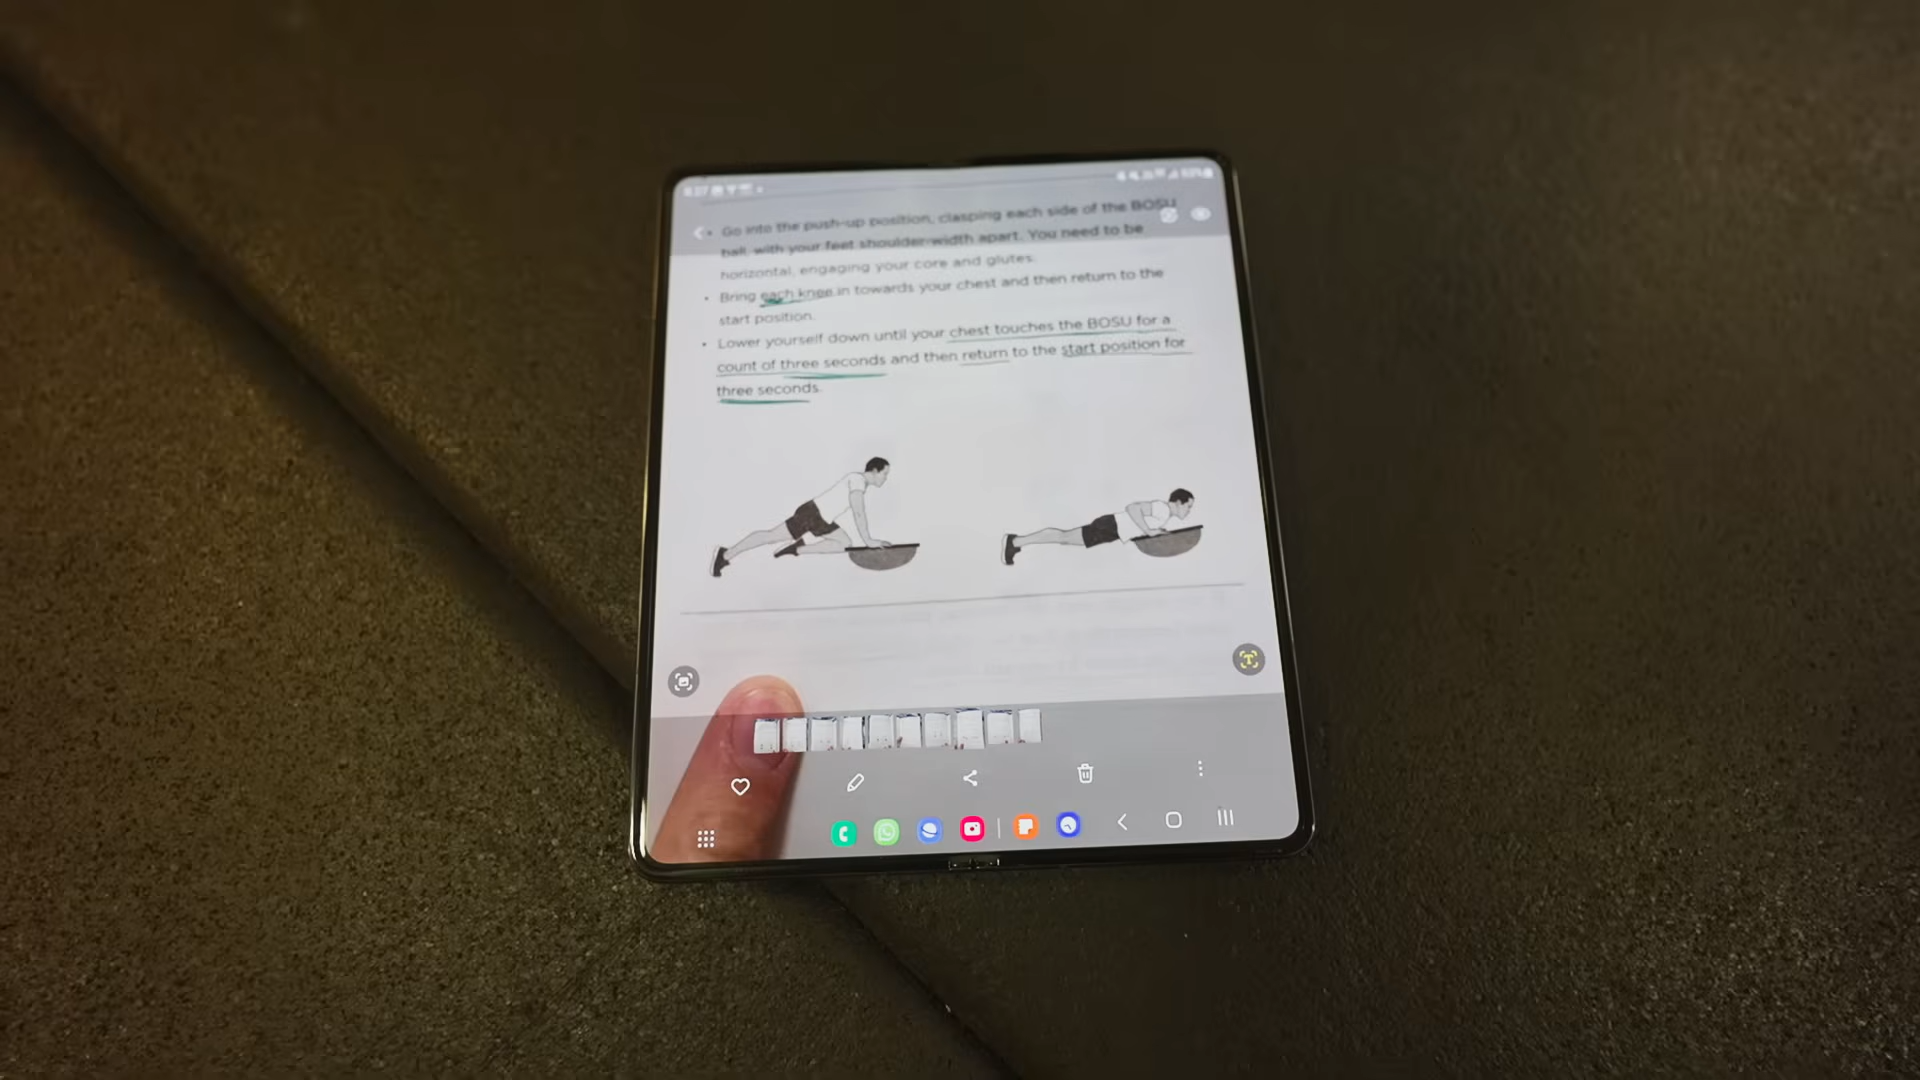 Go into the push-up position, clasping each side of the BOSU
ball, with your feet shoulder-width apart. You need to be
horizontal, engaging your core and glutes.
• Bring each knee in towards your chest and then return to the
start position.
• Lower yourself down until your chest touches the BOSU for a
count of three seconds and then return to the start position for
three seconds.
T